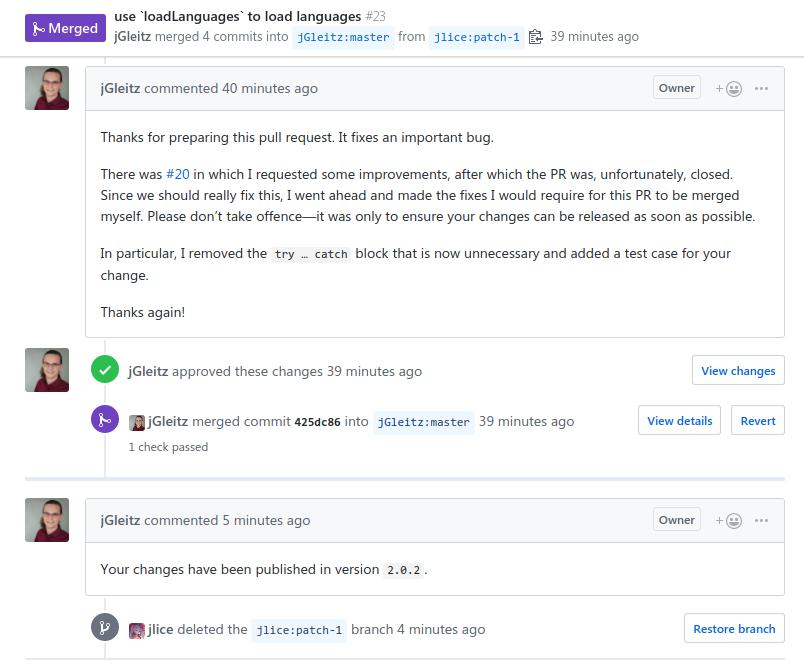 Merged
use `loadLanguages` to load languages #23
jGleitz merged 4 commits into jGleitz:master from jlice:patch-1 39 minutes ago
jGleitz commented 40 minutes ago
Owner
Thanks for preparing this pull request. It fixes an important bug.
There was #20 in which I requested some improvements, after which the PR was, unfortunately, closed.
Since we should really fix this, I went ahead and made the fixes I would require for this PR to be merged
myself. Please don’t take offence—it was only to ensure your changes can be released as soon as possible.
In particular, I removed the try … catch block that is now unnecessary and added a test case for your
change.
Thanks again!
jGleitz approved these changes 39 minutes ago
View changes
jGleitz merged commit 425dc86 into jGleitz:master 39 minutes ago
View details
Revert
1 check passed
jGleitz commented 5 minutes ago
Owner
Your changes have been published in version 2.0.2.
jlice deleted the jlice:patch-1 branch 4 minutes ago
Restore branch